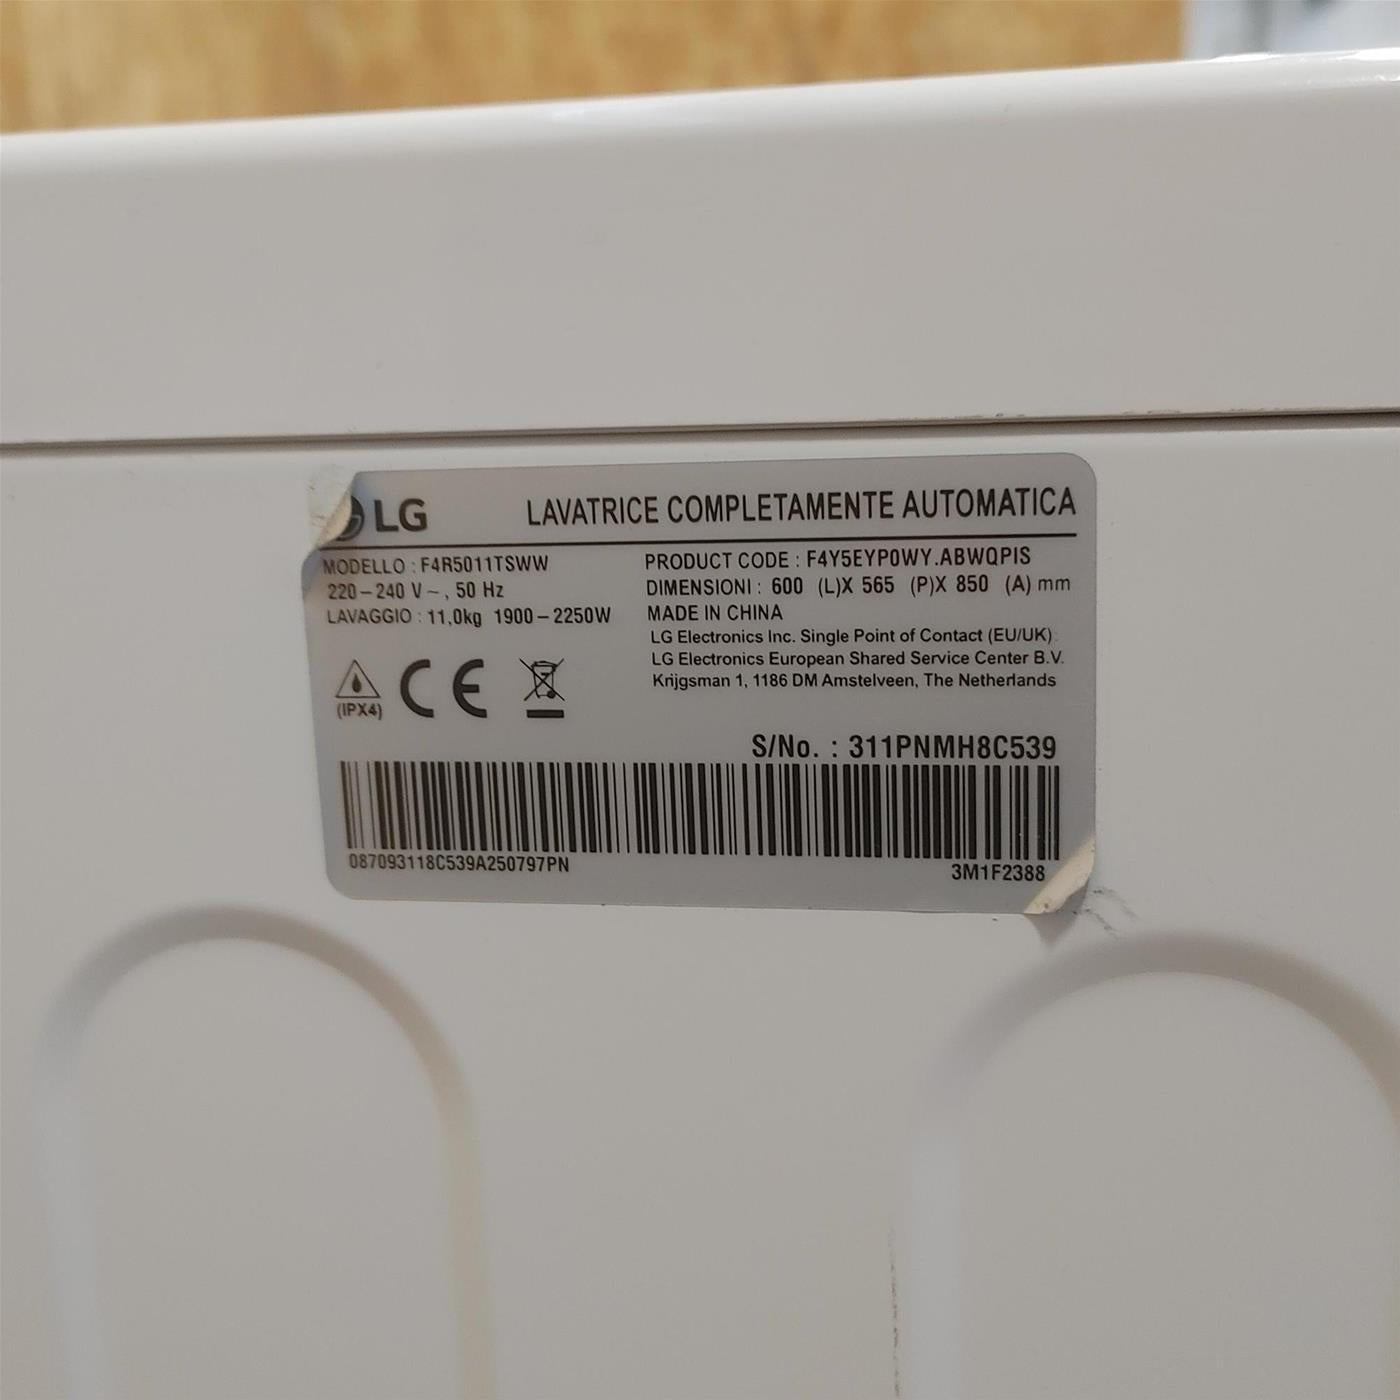 LG LAVATRICE COMPLETAMENTE AUTOMATICA
MODELLO : F4R5011TSWW
220–240 V ~, 50 Hz
LAVAGGIO : 11,0kg 1900–2250W
PRODUCT CODE : F4Y5EYP0WY.ABWQPIS
DIMENSIONI : 600 (L)X 565 (P)X 850 (A) mm
MADE IN CHINA
LG Electronics Inc. Single Point of Contact (EU/UK) :
LG Electronics European Shared Service Center B.V.
Krijgsman 1, 1186 DM Amstelveen, The Netherlands
(IPX4) CE
S/No. : 311PNMH8C539
087093118C539A250797PN
3M1F2388